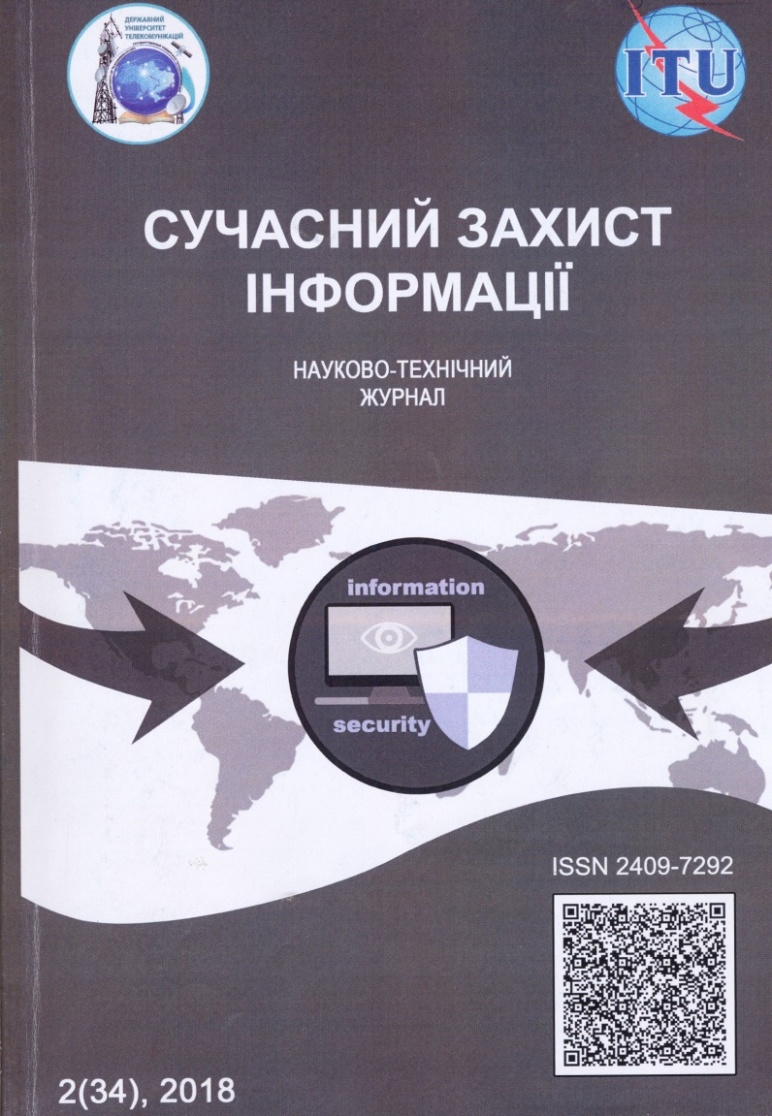 ДЕРЖАВНИЙ
УНІВЕРСИТЕТ
ТЕЛЕКОМУНІКАЦІЙ
ITU
СУЧАСНИЙ ЗАХИСТ
ІНФОРМАЦІЇ
НАУКОВО-ТЕХНІЧНИЙ
ЖУРНАЛ
information
security
ISSN 2409-7292
2(34), 2018